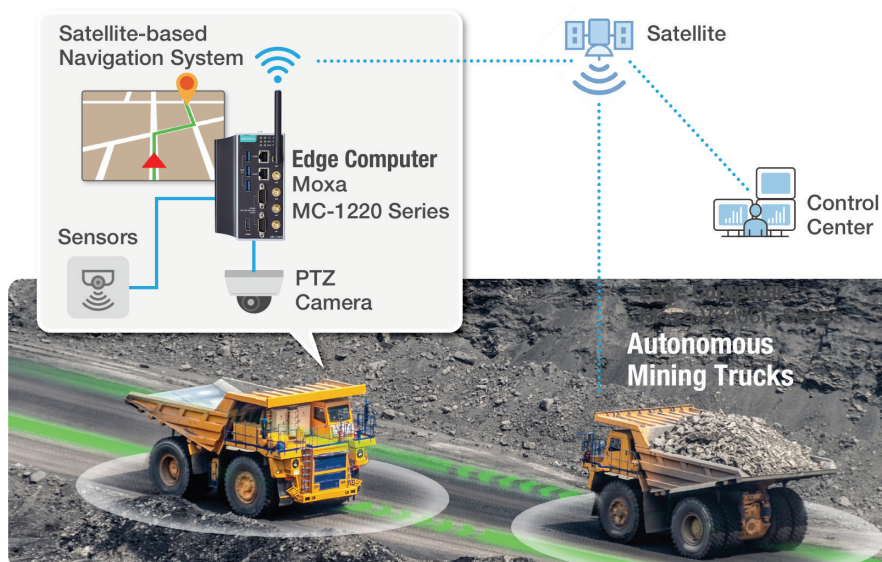 Satellite-based
Navigation System
Edge Computer
Moxa
MC-1220 Series
Sensors
PTZ
Camera
Satellite
Control
Center
Autonomous
Mining Trucks